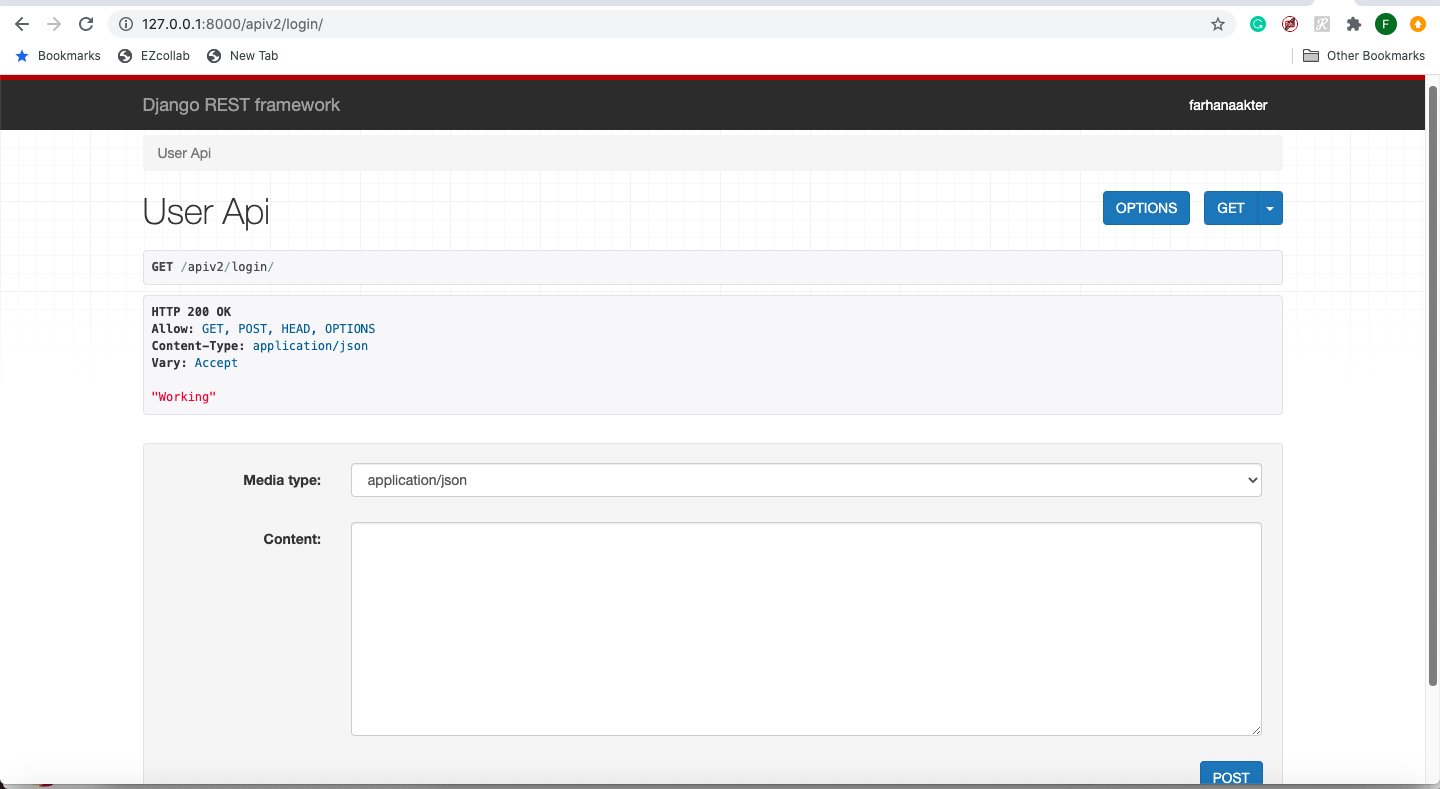 127.0.0.1:8000/apiv2/login/
F
Bookmarks EZcollab New Tab Other Bookmarks
Django REST framework farhanaakter
User Api
User Api OPTIONS GET
GET /apiv2/login/
HTTP 200 OK
Allow: GET, POST, HEAD, OPTIONS
Content-Type: application/json
Vary: Accept
"Working"
Media type: application/json
Content:
POST